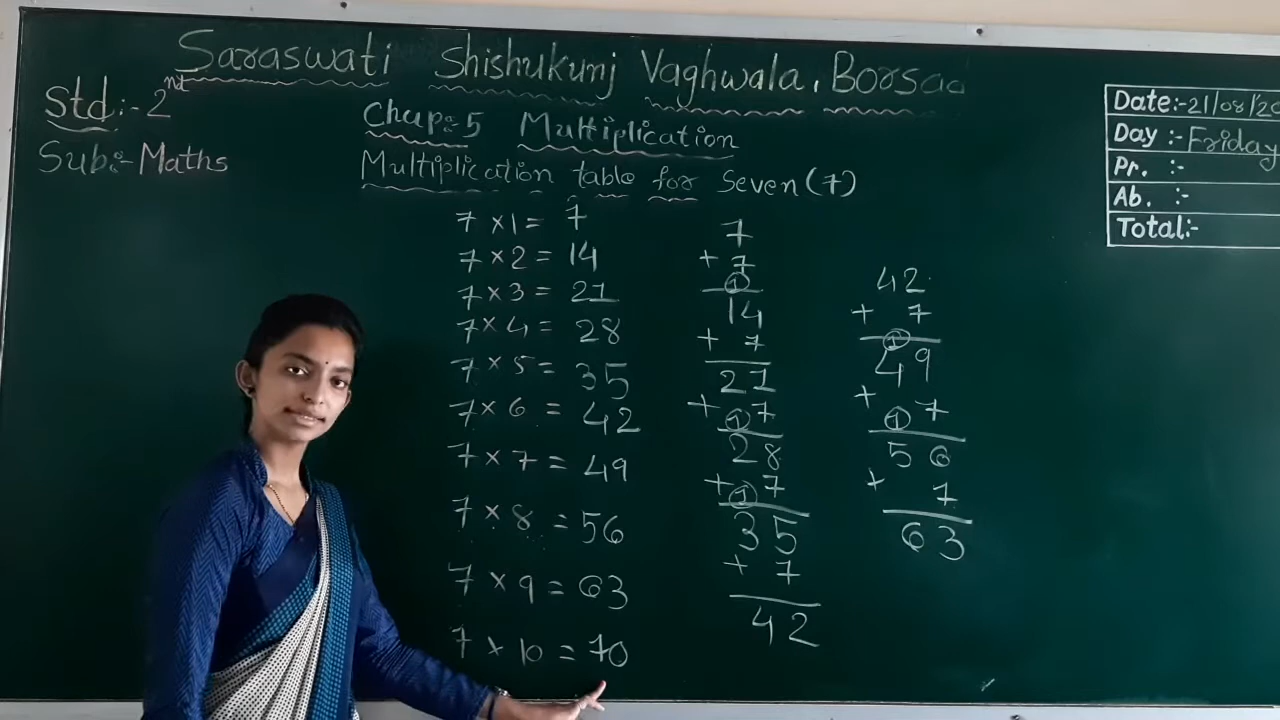 Saraswati Shishukunj Vaghwala, Borsad
Std:- 2nd
Sub:- Maths
Chap:-5 Multiplication
Multiplication table for Seven (7)
Date:-21/08/20
Day :-Friday
Pr. :-
Ab. :-
Total:-
7 × 1 = 7
7 × 2 = 14
7 × 3 = 21
7 × 4 = 28
7 × 5 = 35
7 × 6 = 42
7 × 7 = 49
7 × 8 = 56
7 × 9 = 63
7 × 10 = 70
7
+ 7
1
14
+ 7
21
+ 1 7
28
+ 1 7
35
+ 7
42
42
+ 7
1
49
+ 1 7
56
+ 7
63